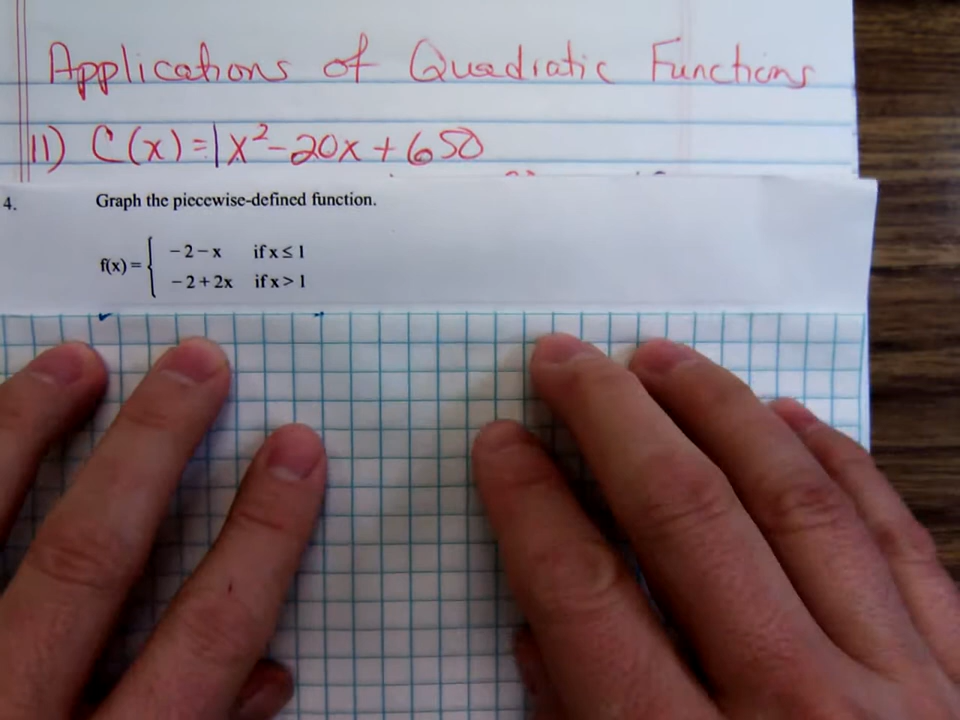 Applications of Quadratic Functions
11) C(x)=1x²-20x+650
4. Graph the piecewise-defined function.
f(x) = { -2-x if x ≤ 1
-2+2x if x > 1